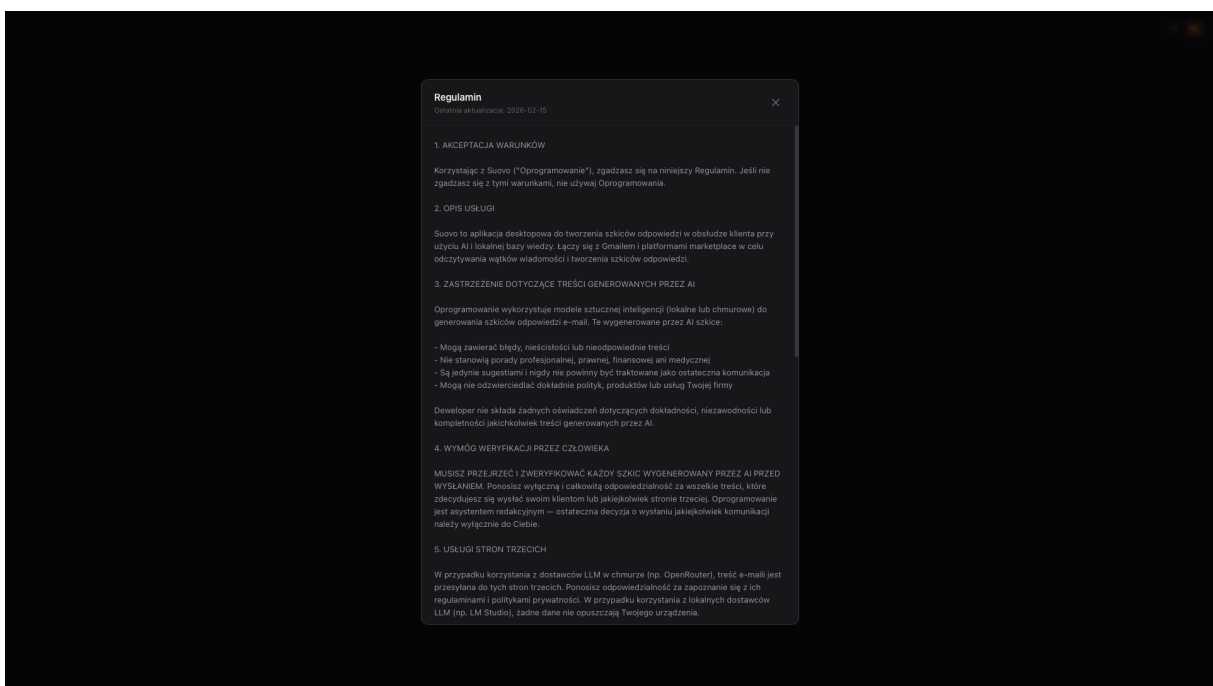 Regulamin
Ostatnia aktualizacja: 2026-02-15
1. AKCEPTACJA WARUNKÓW
Korzystając z Suovo ("Oprogramowanie"), zgadzasz się na niniejszy Regulamin. Jeśli nie
zgadzasz się z tymi warunkami, nie używaj Oprogramowania.
2. OPIS USŁUGI
Suovo to aplikacja desktopowa do tworzenia szkiców odpowiedzi w obsłudze klienta przy
użyciu AI i lokalnej bazy wiedzy. Łączy się z Gmailem i platformami marketplace w celu
odczytywania wątków wiadomości i tworzenia szkiców odpowiedzi.
3. ZASTRZEŻENIE DOTYCZĄCE TREŚCI GENEROWANYCH PRZEZ AI
Oprogramowanie wykorzystuje modele sztucznej inteligencji (lokalne lub chmurowe) do
generowania szkiców odpowiedzi e-mail. Te wygenerowane przez AI szkice:
- Mogą zawierać błędy, nieścisłości lub nieodpowiednie treści
- Nie stanowią porady profesjonalnej, prawnej, finansowej ani medycznej
- Są jedynie sugestiami i nigdy nie powinny być traktowane jako ostateczna komunikacja
- Mogą nie odzwierciedlać dokładnie polityk, produktów lub usług Twojej firmy
Deweloper nie składa żadnych oświadczeń dotyczących dokładności, niezawodności lub
kompletności jakichkolwiek treści generowanych przez AI.
4. WYMÓG WERYFIKACJI PRZEZ CZŁOWIEKA
MUSISZ PRZEJRZEĆ I ZWERYFIKOWAĆ KAŻDY SZKIC WYGENEROWANY PRZEZ AI PRZED
WYSŁANIEM. Ponosisz wyłączną i całkowitą odpowiedzialność za wszelkie treści, które
zdecydujesz się wysłać swoim klientom lub jakiejkolwiek stronie trzeciej. Oprogramowanie
jest asystentem redakcyjnym — ostateczna decyzja o wysłaniu jakiejkolwiek komunikacji
należy wyłącznie do Ciebie.
5. USŁUGI STRON TRZECICH
W przypadku korzystania z dostawców LLM w chmurze (np. OpenRouter), treść e-maili jest
przesyłana do tych stron trzecich. Ponosisz odpowiedzialność za zapoznanie się z ich
regulaminami i politykami prywatności. W przypadku korzystania z lokalnych dostawców
LLM (np. LM Studio), żadne dane nie opuszczają Twojego urządzenia.